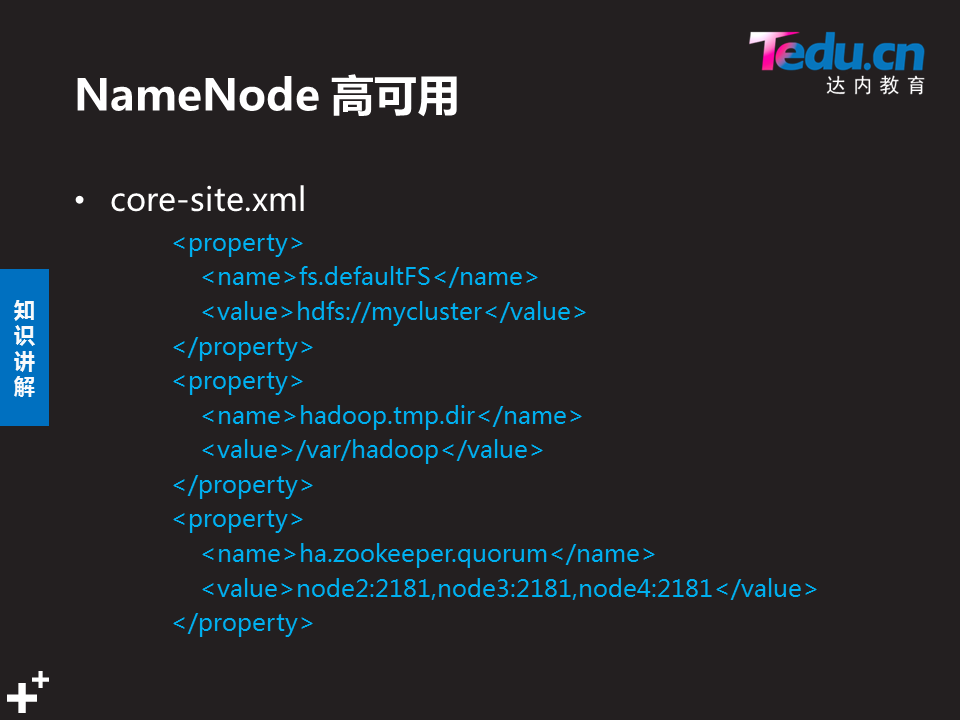 Tedu.cn
达内教育
NameNode 高可用
• core-site.xml
<property>
<name>fs.defaultFS</name>
<value>hdfs://mycluster</value>
</property>
<property>
<name>hadoop.tmp.dir</name>
<value>/var/hadoop</value>
</property>
<property>
<name>ha.zookeeper.quorum</name>
<value>node2:2181,node3:2181,node4:2181</value>
</property>
知识讲解